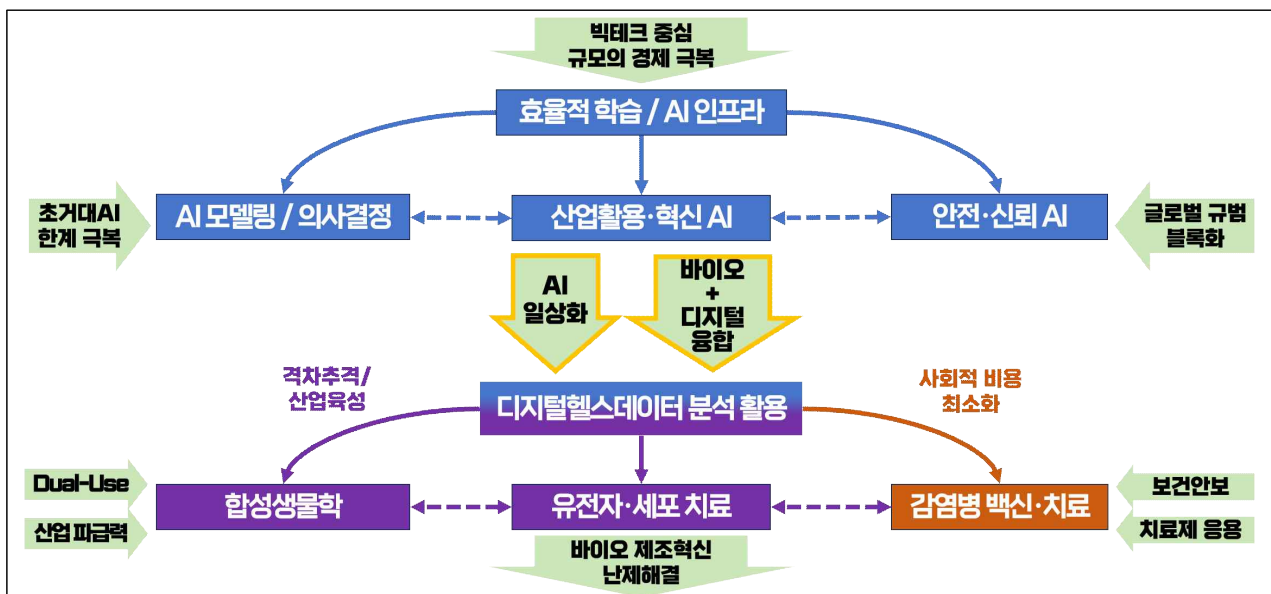 빅테크 중심
규모의 경제 극복
효율적 학습 / AI 인프라
초거대AI
한계 극복
AI 모델링 / 의사결정
산업활용·혁신 AI
안전·신뢰 AI
글로벌 규범
블록화
AI
일상화
바이오
+
디지털
융합
격차추격/
산업육성
디지털헬스데이터 분석 활용
사회적 비용
최소화
Dual-Use
산업 파급력
합성생물학
유전자·세포 치료
감염병 백신·치료
보건안보
치료제 응용
바이오 제조혁신
난제해결